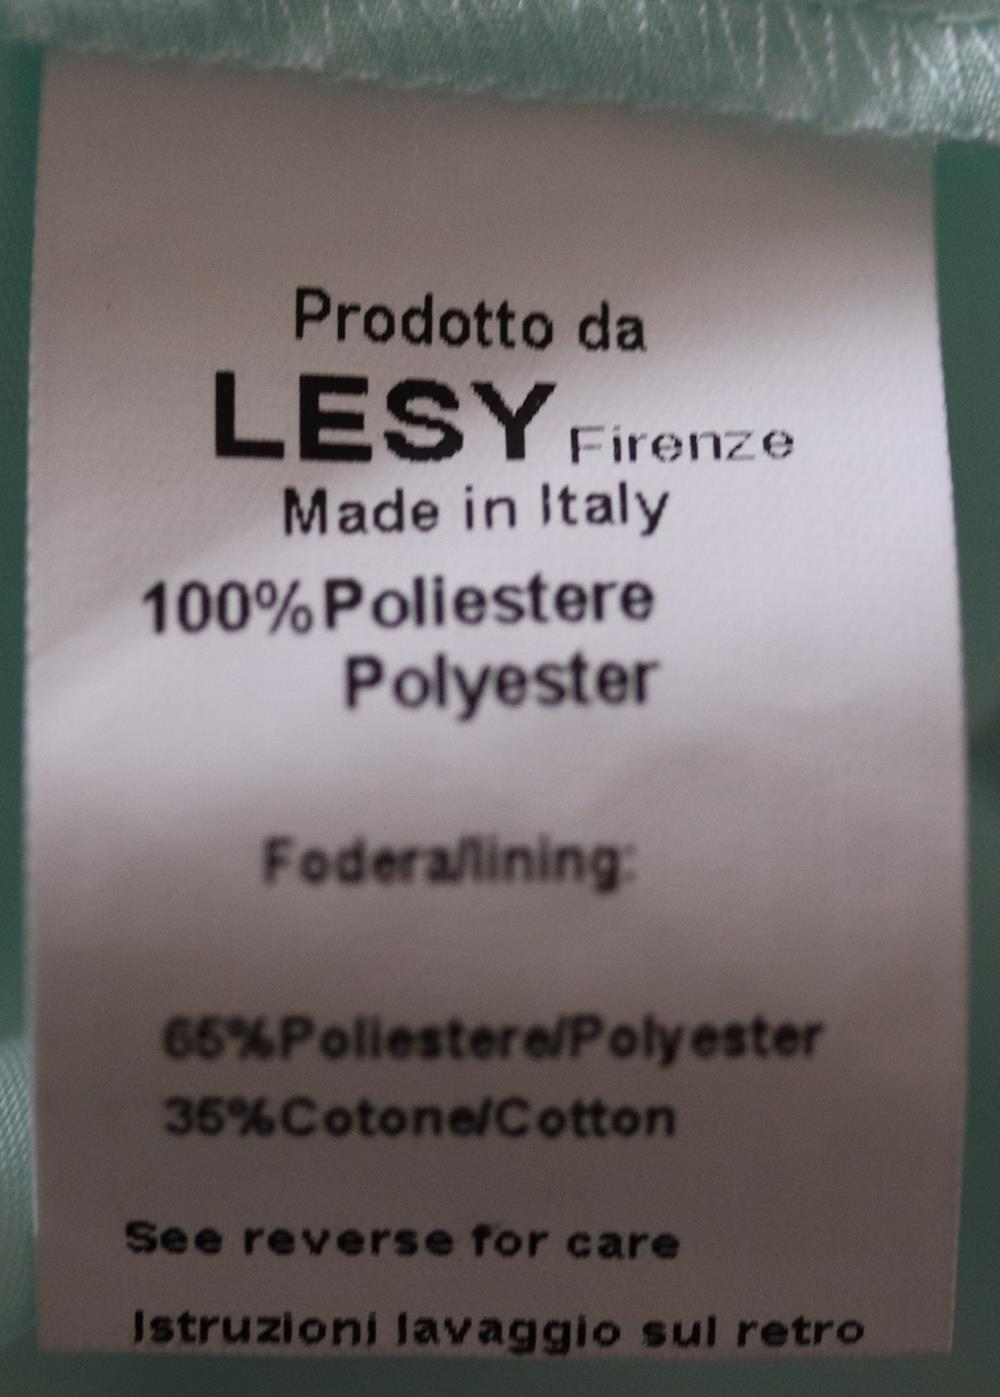 Prodotto da
LESY Firenze
Made in Italy
100%Poliestere
Polyester
Fodera/lining:
65%Poliestere/Polyester
35%Cotone/Cotton
See reverse for care
Istruzioni lavaggio sul retro